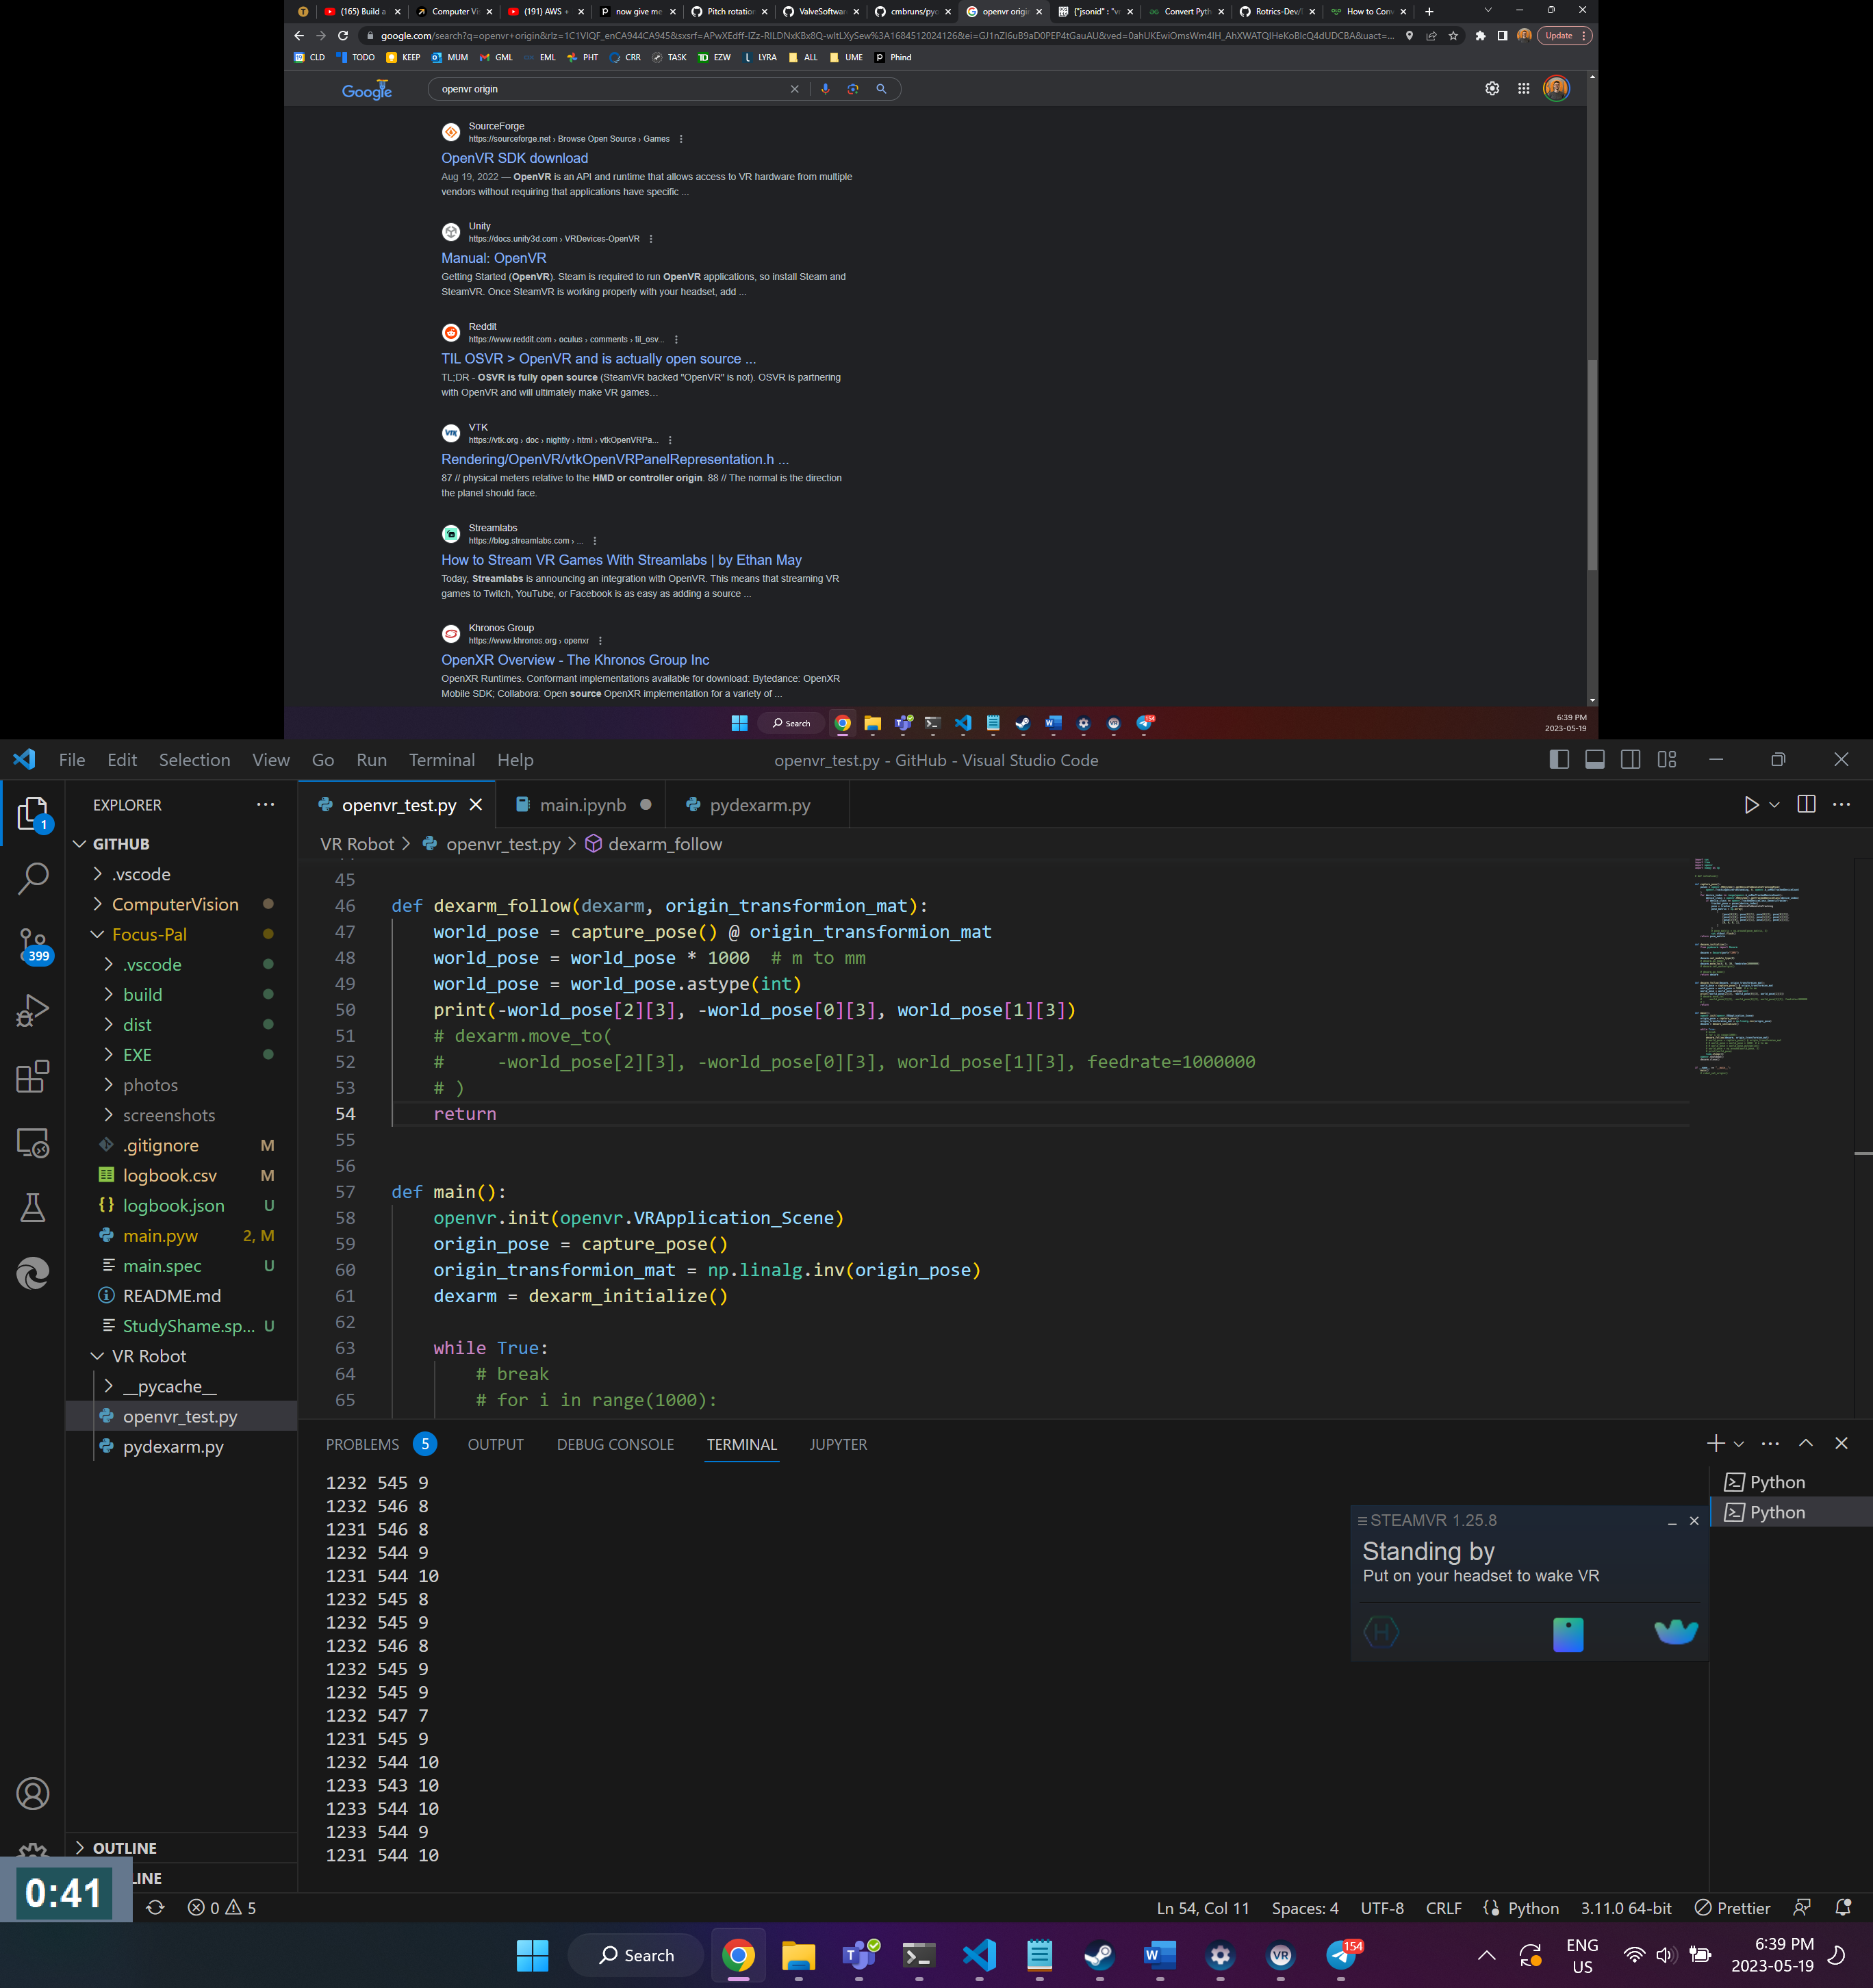 (165) Build a
Computer Vi
(191) AWS +
now give me
Pitch rotation
ValveSoftwar
cmbruns/pyc
openvr origi
{"jsonid" : "v
Convert Pyth
Rotrics-Dev/
How to Conv
Update
CLD
TODO
KEEP
MUM
GML
EML
PHT
CRR
TASK
EZW
LYRA
ALL
UME
Phind
Google
openvr origin
SourceForge
https://sourceforge.net › Browse Open Source › Games
OpenVR SDK download
Aug 19, 2022 — OpenVR is an API and runtime that allows access to VR hardware from multiple
vendors without requiring that applications have specific ...
Unity
https://docs.unity3d.com › VRDevices-OpenVR
Manual: OpenVR
Getting Started (OpenVR). Steam is required to run OpenVR applications, so install Steam and
SteamVR. Once SteamVR is working properly with your headset, add ...
Reddit
https://www.reddit.com › oculus › comments › til_osv...
TIL OSVR > OpenVR and is actually open source ...
TL;DR - OSVR is fully open source (SteamVR backed "OpenVR" is not). OSVR is partnering
with OpenVR and will ultimately make VR games...
VTK
https://vtk.org › doc › nightly › html › vtkOpenVRPa...
Rendering/OpenVR/vtkOpenVRPanelRepresentation.h ...
87 // physical meters relative to the HMD or controller origin. 88 // The normal is the direction
the panel should face.
Streamlabs
https://blog.streamlabs.com › ...
How to Stream VR Games With Streamlabs | by Ethan May
Today, Streamlabs is announcing an integration with OpenVR. This means that streaming VR
games to Twitch, YouTube, or Facebook is as easy as adding a source ...
Khronos Group
https://www.khronos.org › openxr
OpenXR Overview - The Khronos Group Inc
OpenXR Runtimes. Conformant implementations available for download: Bytedance: OpenXR
Mobile SDK; Collabora: Open source OpenXR implementation for a variety of ...
Search
6:39 PM
2023-05-19
File Edit Selection View Go Run Terminal Help
openvr_test.py - GitHub - Visual Studio Code
EXPLORER
openvr_test.py
main.ipynb
pydexarm.py
VR Robot > openvr_test.py > dexarm_follow
1
399
GITHUB
.vscode
ComputerVision
Focus-Pal
.vscode
build
dist
EXE
photos
screenshots
.gitignore M
logbook.csv M
logbook.json U
main.pyw 2, M
main.spec U
README.md
StudyShame.sp... U
VR Robot
__pycache__
openvr_test.py
pydexarm.py
OUTLINE
LINE
45
46 def dexarm_follow(dexarm, origin_transformion_mat):
47 world_pose = capture_pose() @ origin_transformion_mat
48 world_pose = world_pose * 1000 # m to mm
49 world_pose = world_pose.astype(int)
50 print(-world_pose[2][3], -world_pose[0][3], world_pose[1][3])
51 # dexarm.move_to(
52 # -world_pose[2][3], -world_pose[0][3], world_pose[1][3], feedrate=1000000
53 # )
54 return
55
56
57 def main():
58 openvr.init(openvr.VRApplication_Scene)
59 origin_pose = capture_pose()
60 origin_transformion_mat = np.linalg.inv(origin_pose)
61 dexarm = dexarm_initialize()
62
63 while True:
64 # break
65 # for i in range(1000):
PROBLEMS 5 OUTPUT DEBUG CONSOLE TERMINAL JUPYTER
1232 545 9
1232 546 8
1231 546 8
1232 544 9
1231 544 10
1232 545 8
1232 545 9
1232 546 8
1232 545 9
1232 545 9
1232 547 7
1231 545 9
1232 544 10
1233 543 10
1233 544 10
1233 544 9
1231 544 10
Python
Python
STEAMVR 1.25.8
Standing by
Put on your headset to wake VR
0:41
0 5
Ln 54, Col 11 Spaces: 4 UTF-8 CRLF Python 3.11.0 64-bit Prettier
Search
154
ENG
US
6:39 PM
2023-05-19